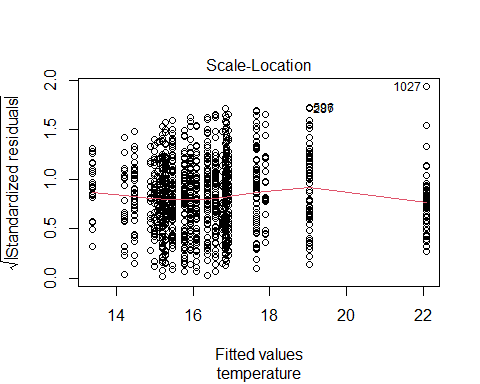 Scale-Location
√|Standardized residuals|
2.0
1.5
1.0
0.5
0.0
1027
14
16
18
20
22
Fitted values
temperature